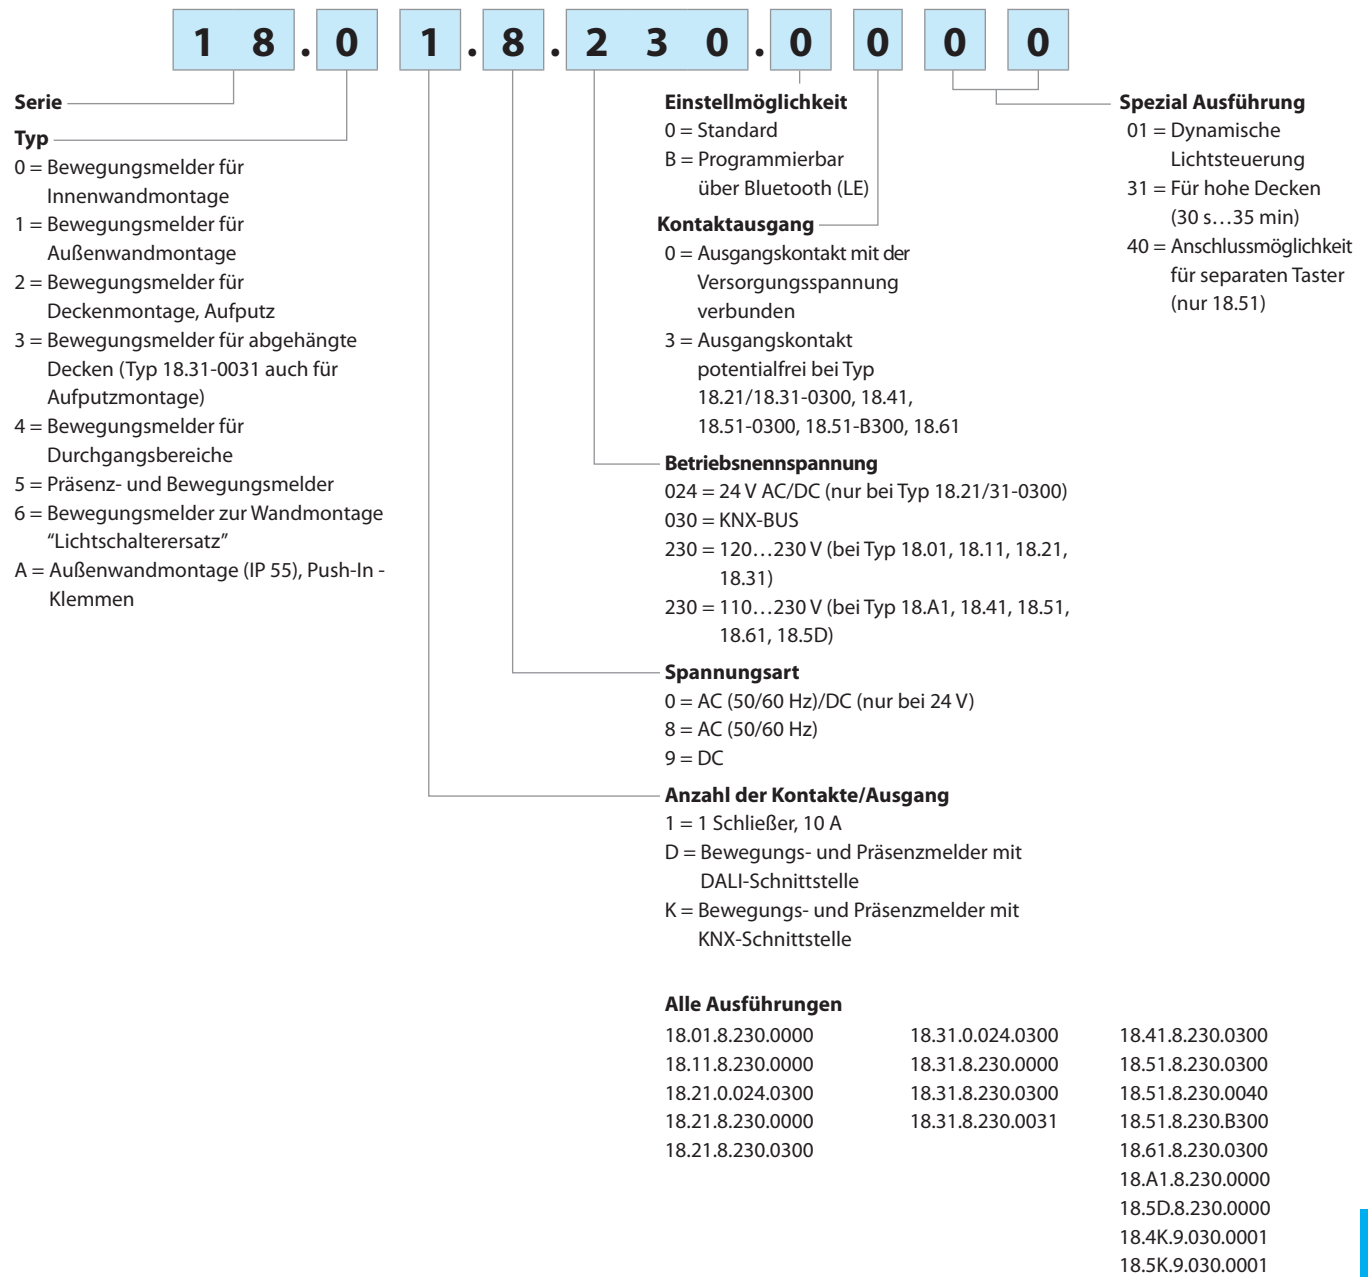 1 8 . 0 1 . 8 . 2 3 0 . 0 0 0 0
Serie
Typ
0 = Bewegungsmelder für
Innenwandmontage
1 = Bewegungsmelder für
Außenwandmontage
2 = Bewegungsmelder für
Deckenmontage, Aufputz
3 = Bewegungsmelder für abgehängte
Decken (Typ 18.31-0031 auch für
Aufputzmontage)
4 = Bewegungsmelder für
Durchgangsbereiche
5 = Präsenz- und Bewegungsmelder
6 = Bewegungsmelder zur Wandmontage
“Lichtschalterersatz”
A = Außenwandmontage (IP 55), Push-In -
Klemmen
Einstellmöglichkeit
0 = Standard
B = Programmierbar
über Bluetooth (LE)
Kontaktausgang
0 = Ausgangskontakt mit der
Versorgungsspannung
verbunden
3 = Ausgangskontakt
potentialfrei bei Typ
18.21/18.31-0300, 18.41,
18.51-0300, 18.51-B300, 18.61
Betriebsnennspannung
024 = 24 V AC/DC (nur bei Typ 18.21/31-0300)
030 = KNX-BUS
230 = 120…230 V (bei Typ 18.01, 18.11, 18.21,
18.31)
230 = 110…230 V (bei Typ 18.A1, 18.41, 18.51,
18.61, 18.5D)
Spannungsart
0 = AC (50/60 Hz)/DC (nur bei 24 V)
8 = AC (50/60 Hz)
9 = DC
Anzahl der Kontakte/Ausgang
1 = 1 Schließer, 10 A
D = Bewegungs- und Präsenzmelder mit
DALI-Schnittstelle
K = Bewegungs- und Präsenzmelder mit
KNX-Schnittstelle
Spezial Ausführung
01 = Dynamische
Lichtsteuerung
31 = Für hohe Decken
(30 s…35 min)
40 = Anschlussmöglichkeit
für separaten Taster
(nur 18.51)
Alle Ausführungen
18.01.8.230.0000
18.11.8.230.0000
18.21.0.024.0300
18.21.8.230.0000
18.21.8.230.0300
18.31.0.024.0300
18.31.8.230.0000
18.31.8.230.0300
18.31.8.230.0031
18.41.8.230.0300
18.51.8.230.0300
18.51.8.230.0040
18.51.8.230.B300
18.61.8.230.0300
18.A1.8.230.0000
18.5D.8.230.0000
18.4K.9.030.0001
18.5K.9.030.0001